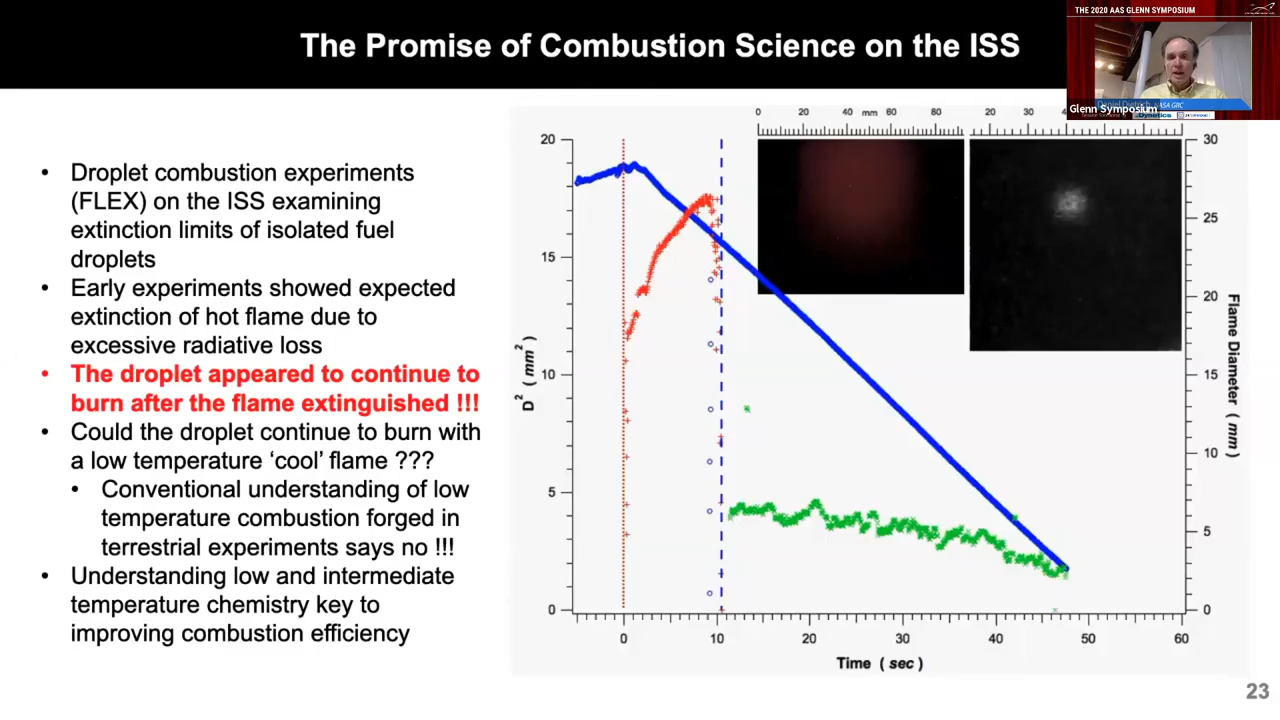 THE 2020 AAS GLENN SYMPOSIUM
The Promise of Combustion Science on the ISS
Daniel Dietrich, NASA GRC
Glenn Symposium
Dynetics
• Droplet combustion experiments
(FLEX) on the ISS examining
extinction limits of isolated fuel
droplets
• Early experiments showed expected
extinction of hot flame due to
excessive radiative loss
• The droplet appeared to continue to
burn after the flame extinguished !!!
• Could the droplet continue to burn with
a low temperature ‘cool’ flame ???
• Conventional understanding of low
temperature combustion forged in
terrestrial experiments says no !!!
• Understanding low and intermediate
temperature chemistry key to
improving combustion efficiency
0 20 40 mm 60 80
20 30
20
15
10
5
0
D² ( mm² )
30
25
20
15
10
5
0
Flame Diameter ( mm )
0 10 20 30 40 50 60
Time ( sec )
23